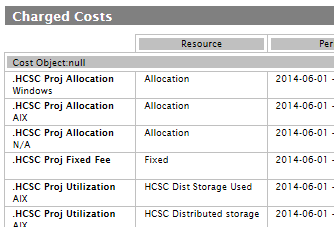 Charged Costs
Resource Per
Cost Object:null
.HCSC Proj Allocation Allocation 2014-06-01 -
Windows
.HCSC Proj Allocation Allocation 2014-06-01 -
AIX
.HCSC Proj Allocation Allocation 2014-06-01 -
N/A
.HCSC Proj Fixed Fee Fixed 2014-06-01 -
.HCSC Proj Utilization HCSC Dist Storage Used 2014-06-01 -
AIX
.HCSC Proj Utilization HCSC Distributed storage 2014-06-01 -
AIX